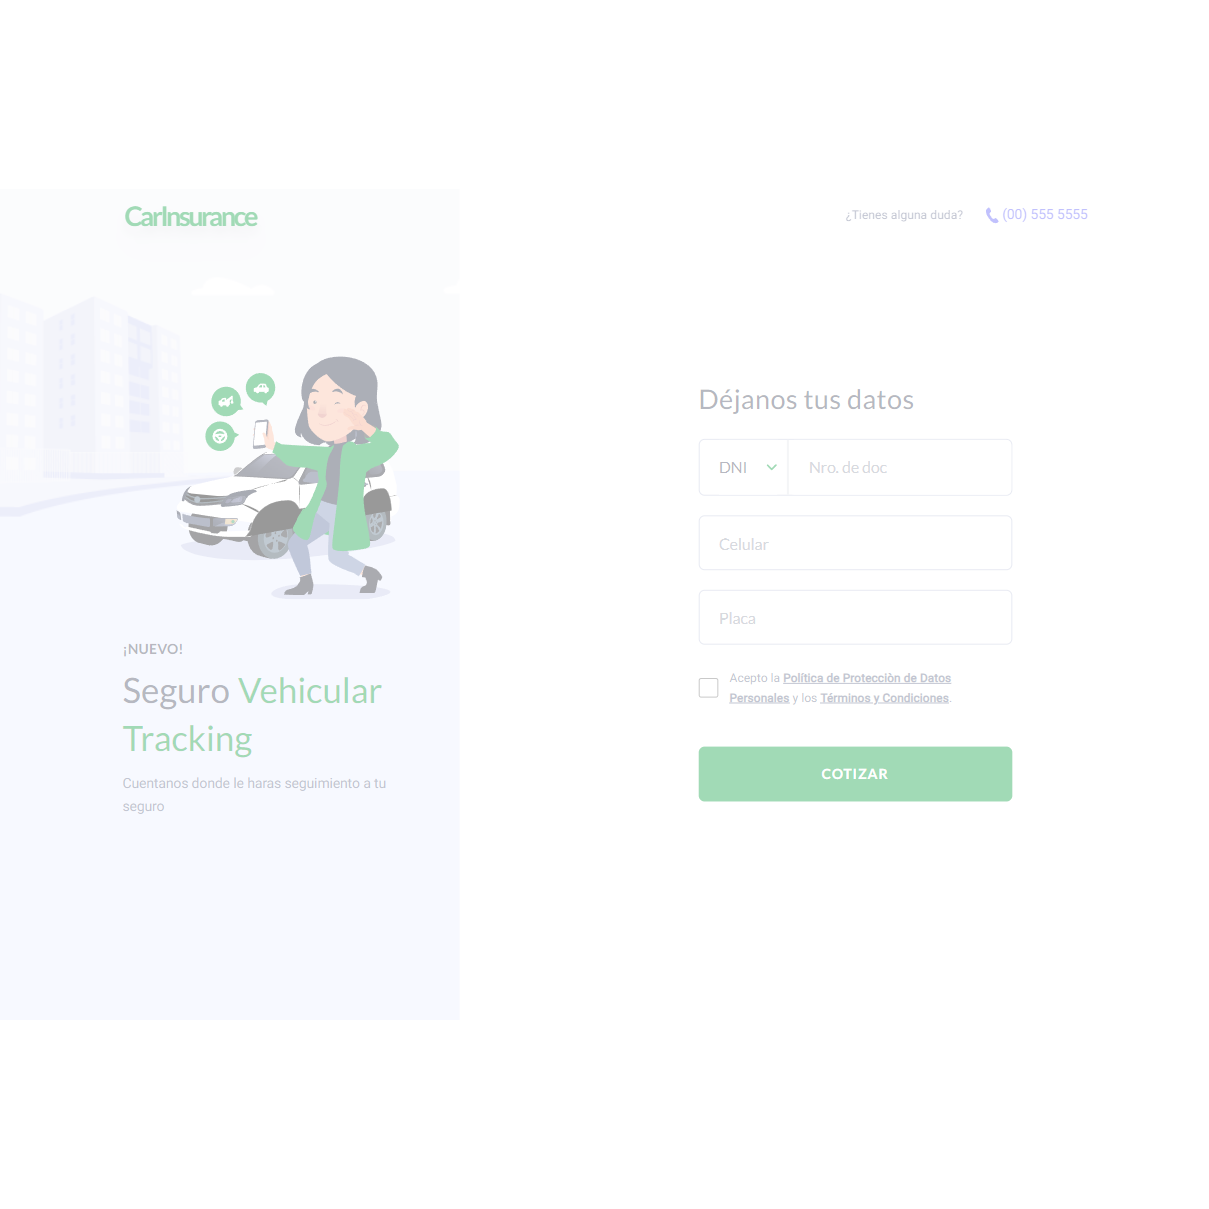 CarInsurance
¿Tienes alguna duda?
(00) 555 5555
¡NUEVO!
Seguro Vehicular
Tracking
Cuentanos donde le haras seguimiento a tu
seguro
Déjanos tus datos
DNI
Nro. de doc
Celular
Placa
Acepto la Política de Protecciòn de Datos
Personales y los Términos y Condiciones.
COTIZAR